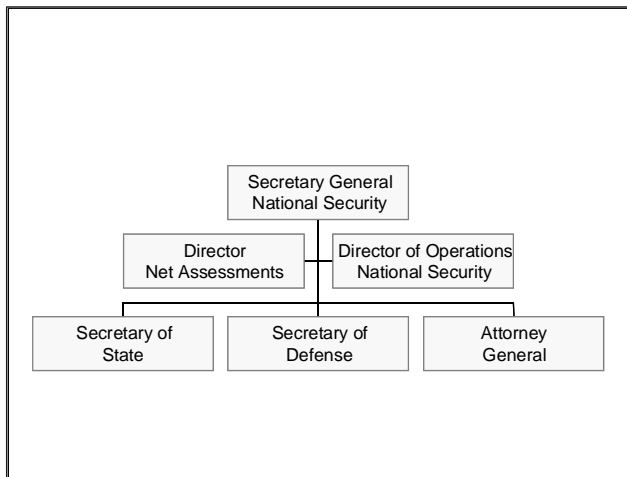 Secretary General
National Security
Director
Net Assessments
Director of Operations
National Security
Secretary of
State
Secretary of
Defense
Attorney
General